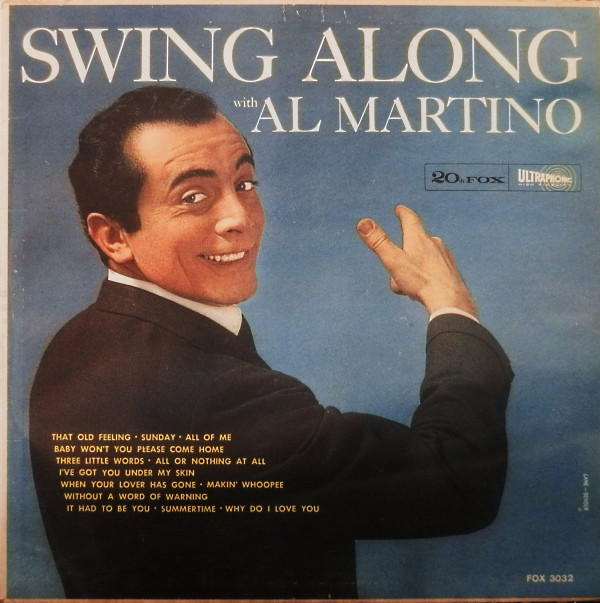 SWING ALONG
with AL MARTINO
20th FOX ULTRAPHONIC
HIGH FIDELITY
THAT OLD FEELING • SUNDAY • ALL OF ME
BABY WON'T YOU PLEASE COME HOME
THREE LITTLE WORDS • ALL OR NOTHING AT ALL
I'VE GOT YOU UNDER MY SKIN
WHEN YOUR LOVER HAS GONE • MAKIN' WHOOPEE
WITHOUT A WORD OF WARNING
IT HAD TO BE YOU • SUMMERTIME • WHY DO I LOVE YOU
FOX 3032